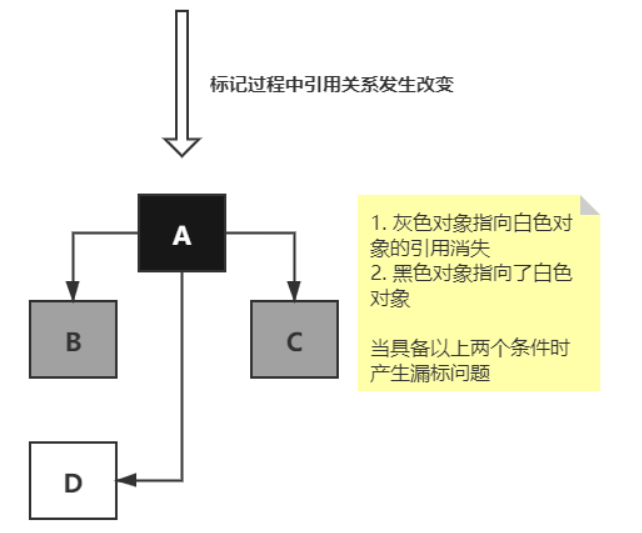 标记过程中引用关系发生改变
A
1. 灰色对象指向白色对
象的引用消失
2. 黑色对象指向了白色
对象
B
C
当具备以上两个条件时
产生漏标问题
D